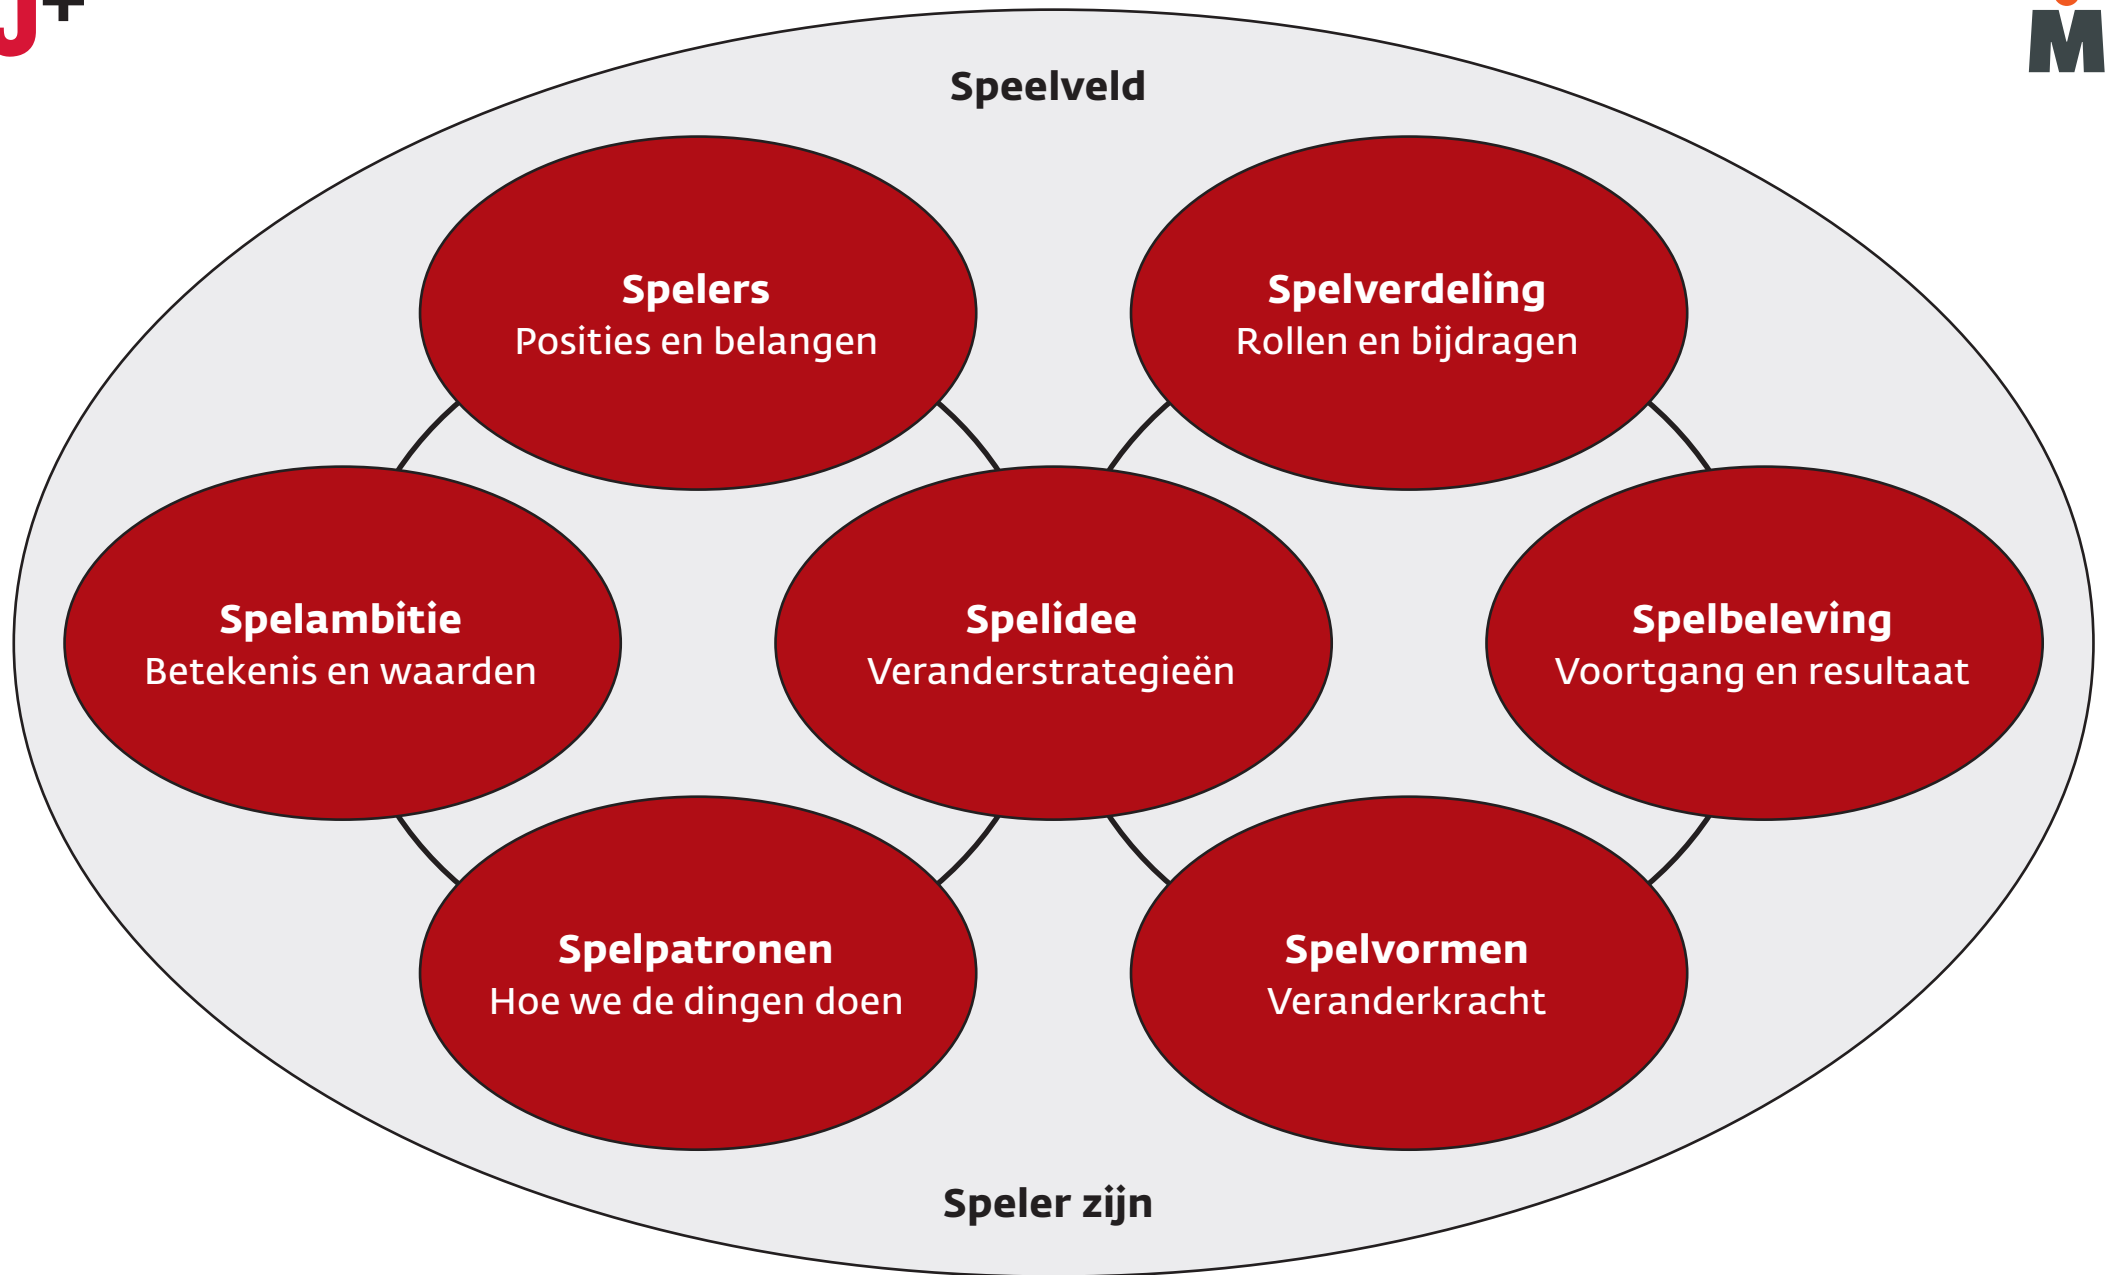 J+
M
Speelveld
Spelers
Posities en belangen
Spelverdeling
Rollen en bijdragen
Spelambitie
Betekenis en waarden
Spelidee
Veranderstrategieën
Spelbeleving
Voortgang en resultaat
Spelpatronen
Hoe we de dingen doen
Spelvormen
Veranderkracht
Speler zijn